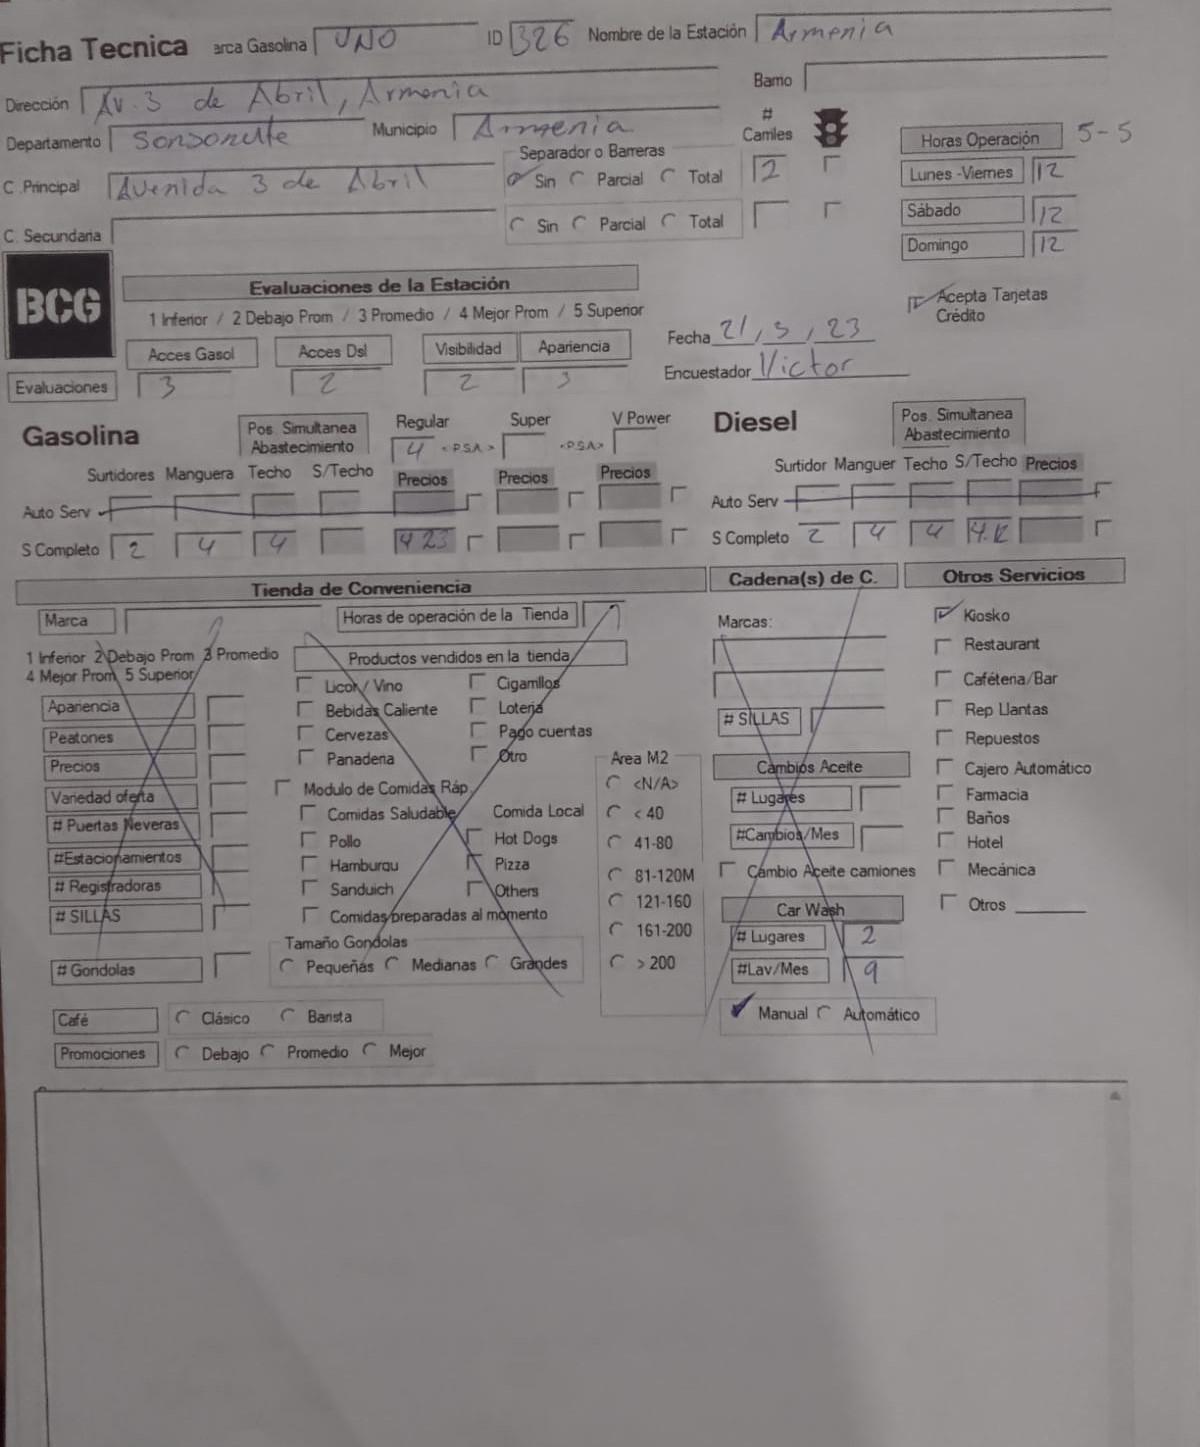 Ficha Tecnica arca Gasolina UNO ID 326 Nombre de la Estación Armenia
Dirección Av. 3 de Abril, Armenia Barrio
Departamento Sonsonate Municipio Armenia # Carriles
C .Principal Avenida 3 de Abril Separador o Barreras Sin Parcial Total 2
C. Secundaria Sin Parcial Total
Horas Operación 5-5
Lunes -Viernes 12
Sábado 12
Domingo 12
BCG
Evaluaciones de la Estación
1 Inferior / 2 Debajo Prom / 3 Promedio / 4 Mejor Prom / 5 Superior
Acepta Tarjetas Crédito
Fecha 21, 3, 23
Encuestador Victor
Acces Gasol Acces Dsl Visibilidad Apariencia
Evaluaciones 3 2 2 3
Gasolina Pos. Simultanea Abastecimiento Regular Super V Power
4 <PSA> <PSA>
Surtidores Manguera Techo S/Techo Precios Precios Precios
Auto Serv
S Completo 2 4 4 4 23
Diesel Pos. Simultanea Abastecimiento
Surtidor Manguer Techo S/Techo Precios
Auto Serv
S Completo 2 4 4
Tienda de Conveniencia
Marca Horas de operación de la Tienda
1 Inferior 2 Debajo Prom 3 Promedio
4 Mejor Prom 5 Superior
Apariencia
Peatones
Precios
Variedad oferta
# Puertas Neveras
#Estacionamientos
# Registradoras
# SILLAS
# Gondolas
Productos vendidos en la tienda
Licor / Vino Cigarrllos
Bebidas Caliente Loteria
Cervezas Pago cuentas
Panaderia Otro
Modulo de Comidas Ráp.
Comidas Saludable Comida Local
Pollo Hot Dogs
Hamburgu Pizza
Sanduich Others
Comidas preparadas al momento
Tamaño Gondolas
Pequeñas Medianas Grandes
Area M2
<N/A>
< 40
41-80
81-120M
121-160
161-200
> 200
Café Clásico Barista
Promociones Debajo Promedio Mejor
Cadena(s) de C.
Marcas:
# SILLAS
Cambios Aceite
# Lugares
#Cambios/Mes
Cambio Aceite camiones
Car Wash
# Lugares 2
#Lav/Mes 9
Manual Automático
Otros Servicios
Kiosko
Restaurant
Caféteria/Bar
Rep Llantas
Repuestos
Cajero Automático
Farmacia
Baños
Hotel
Mecánica
Otros